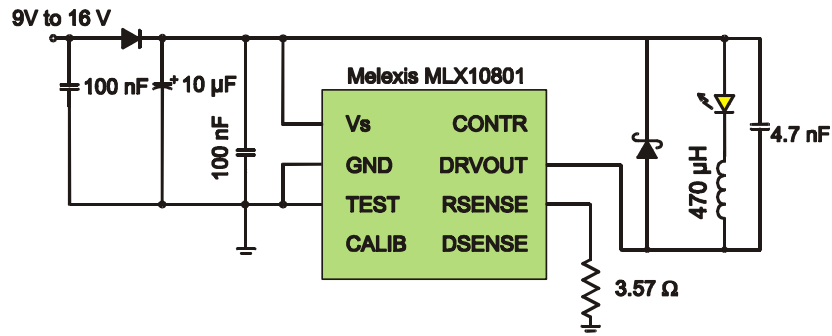 9V to 16 V
100 nF
10 µF
100 nF
Melexis MLX10801
Vs
CONTR
GND
DRVOUT
TEST
RSENSE
CALIB
DSENSE
470 µH
4.7 nF
3.57 Ω